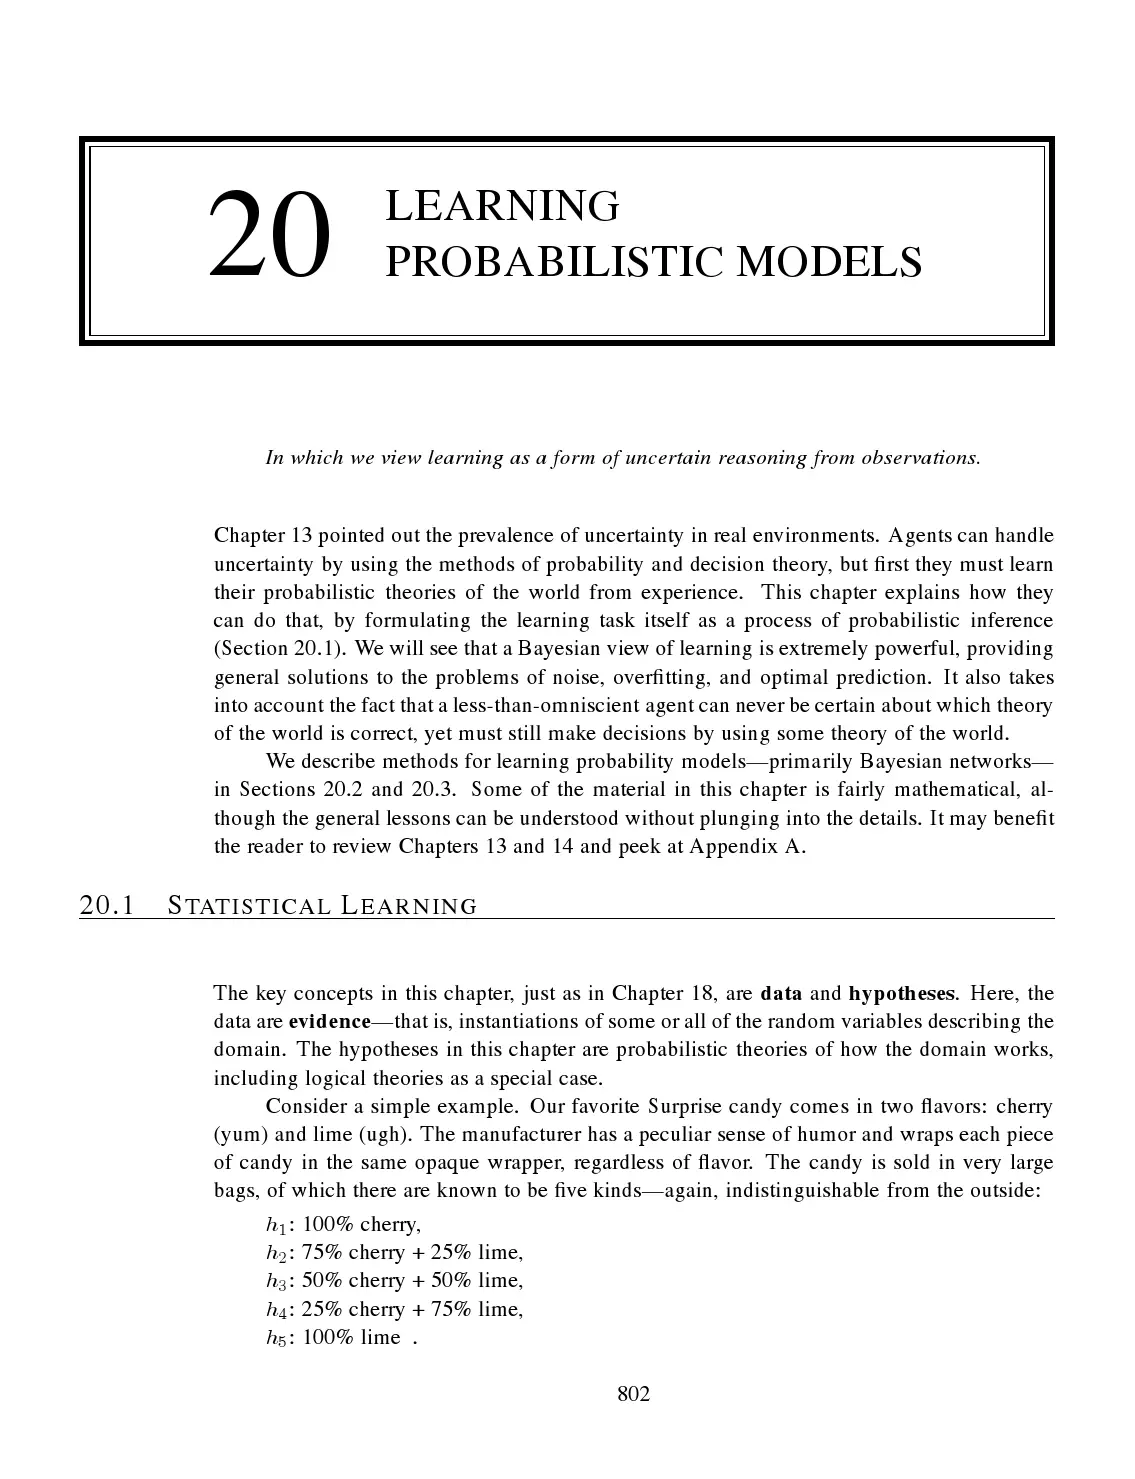 20
LEARNING
PROBABILISTIC MODELS
In which we view learning as a form of uncertain reasoning from observations.
Chapter 13 pointed out the prevalence of uncertainty in real environments. Agents can handle
uncertainty by using the methods of probability and decision theory, but first they must learn
their probabilistic theories of the world from experience. This chapter explains how they
can do that, by formulating the learning task itself as a process of probabilistic inference
(Section 20.1). We will see that a Bayesian view of learning is extremely powerful, providing
general solutions to the problems of noise, overfitting, and optimal prediction. It also takes
into account the fact that a less-than-omniscient agent can never be certain about which theory
of the world is correct, yet must still make decisions by using some theory of the world.
We describe methods for learning probability models—primarily Bayesian networks—
in Sections 20.2 and 20.3. Some of the material in this chapter is fairly mathematical, al-
though the general lessons can be understood without plunging into the details. It may benefit
the reader to review Chapters 13 and 14 and peek at Appendix A.
20.1 STATISTICAL LEARNING
The key concepts in this chapter, just as in Chapter 18, are data and hypotheses. Here, the
data are evidence—that is, instantiations of some or all of the random variables describing the
domain. The hypotheses in this chapter are probabilistic theories of how the domain works,
including logical theories as a special case.
Consider a simple example. Our favorite Surprise candy comes in two flavors: cherry
(yum) and lime (ugh). The manufacturer has a peculiar sense of humor and wraps each piece
of candy in the same opaque wrapper, regardless of flavor. The candy is sold in very large
bags, of which there are known to be five kinds—again, indistinguishable from the outside:
h₁: 100% cherry,
h₂: 75% cherry + 25% lime,
h₃: 50% cherry + 50% lime,
h₄: 25% cherry + 75% lime,
h₅: 100% lime .
802